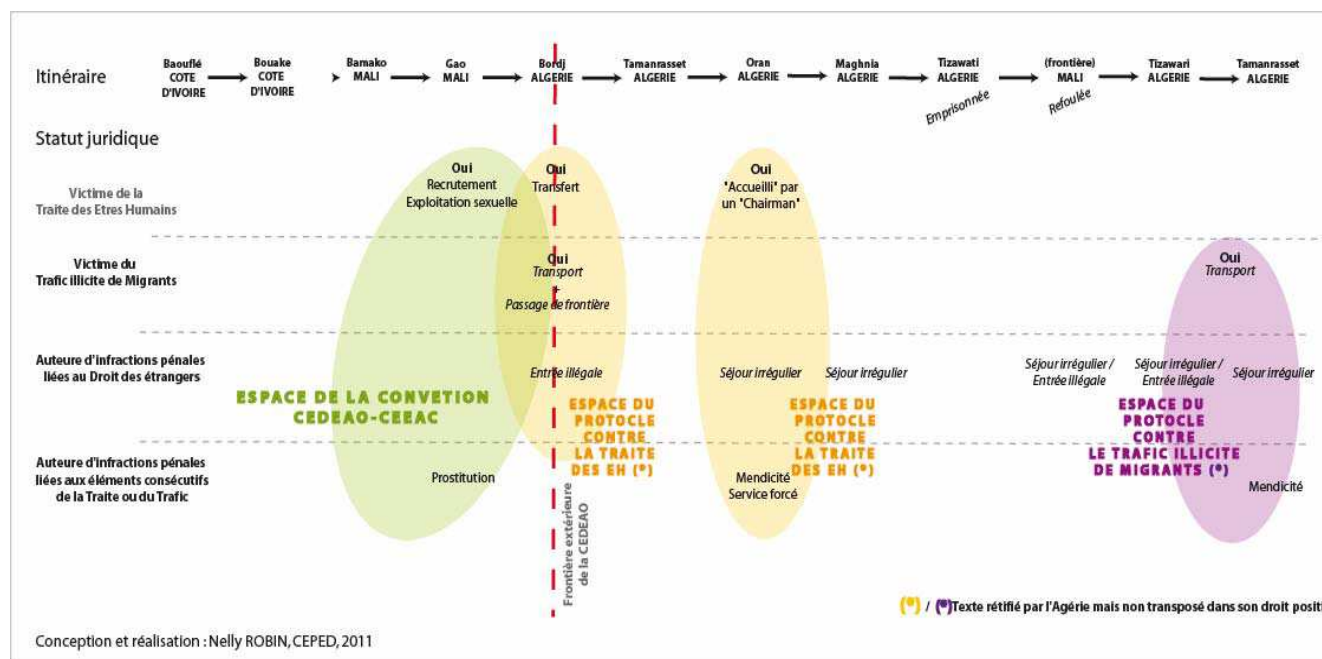 Itinéraire
Baouflé
COTE
D'IVOIRE
Bouake
COTE
D'IVOIRE
Bamako
MALI
Gao
MALI
Bordj
ALGERIE
Tamanrasset
ALGERIE
Oran
ALGERIE
Maghnia
ALGERIE
Tizawati
ALGERIE
Emprisonnée
(frontière)
MALI
Refoulée
Tizawari
ALGERIE
Tamanrasset
ALGERIE
Statut juridique
Victime de la
Traite des Etres Humains
Oui
Recrutement
Exploitation sexuelle
Oui
Transfert
Oui
"Accueilli" par
un "Chairman"
Victime du
Trafic illicite de Migrants
Oui
Transport
+
Passage de frontière
Oui
Transport
Auteure d'infractions pénales
liées au Droit des étrangers
Entrée illégale
Séjour irrégulier
Séjour irrégulier
Séjour irrégulier /
Entrée illégale
Séjour irrégulier /
Entrée illégale
Séjour irrégulier
ESPACE DE LA CONVETION
CEDEAO-CEEAC
ESPACE DU
PROTOCLE
CONTRE
LA TRAITE
DES EH (*)
ESPACE DU
PROTOCLE
CONTRE
LA TRAITE
DES EH (*)
ESPACE DU
PROTOCLE
CONTRE
LE TRAFIC ILLICITE
DE MIGRANTS (*)
Auteure d'infractions pénales
liées aux éléments consécutifs
de la Traite ou du Trafic
Prostitution
Mendicité
Service forcé
Mendicité
Frontière extérieure
de la CEDEAO
(*) / (*)Texte rétifié par l'Agérie mais non transposé dans son droit positi
Conception et réalisation : Nelly ROBIN, CEPED, 2011